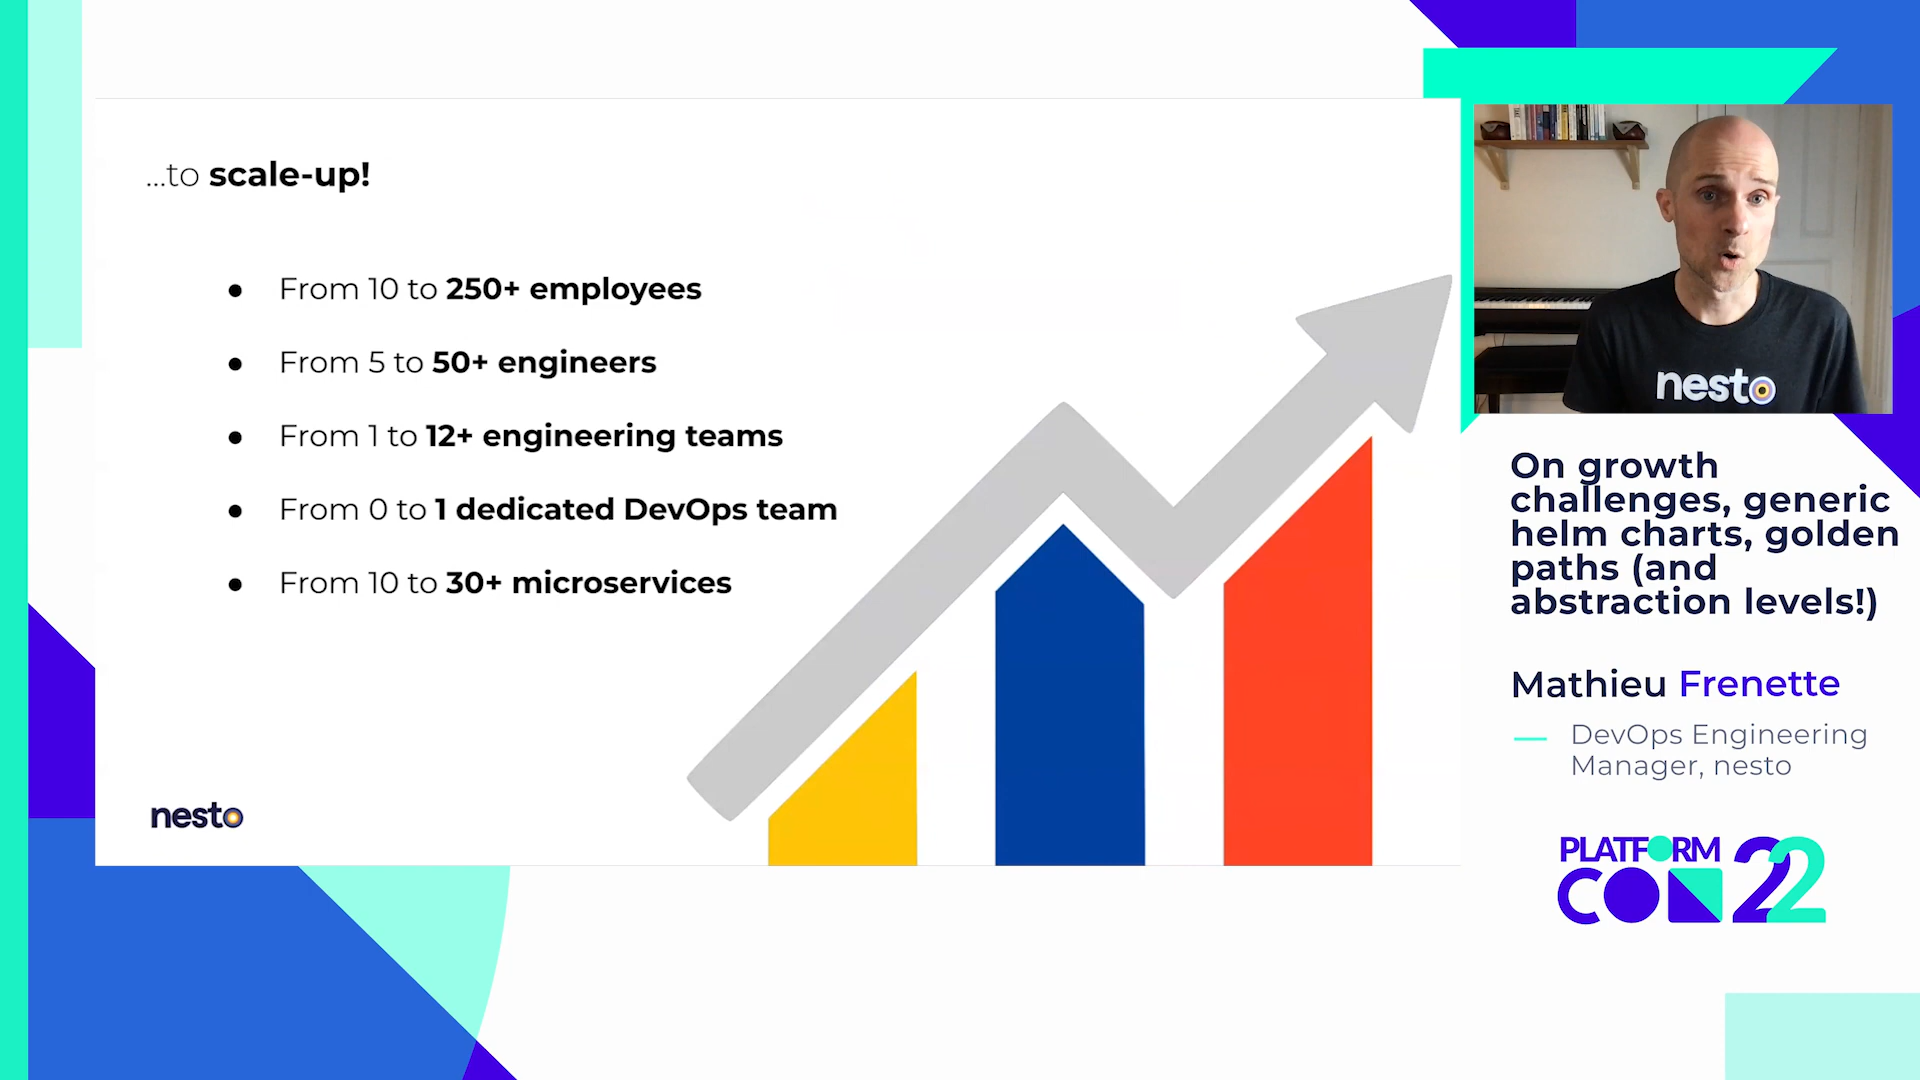 ...to scale-up!
● From 10 to 250+ employees
● From 5 to 50+ engineers
● From 1 to 12+ engineering teams
● From 0 to 1 dedicated DevOps team
● From 10 to 30+ microservices
nesto
nesto
On growth
challenges, generic
helm charts, golden
paths (and
abstraction levels!)
Mathieu Frenette
— DevOps Engineering
Manager, nesto
PLATFORM
CON 22